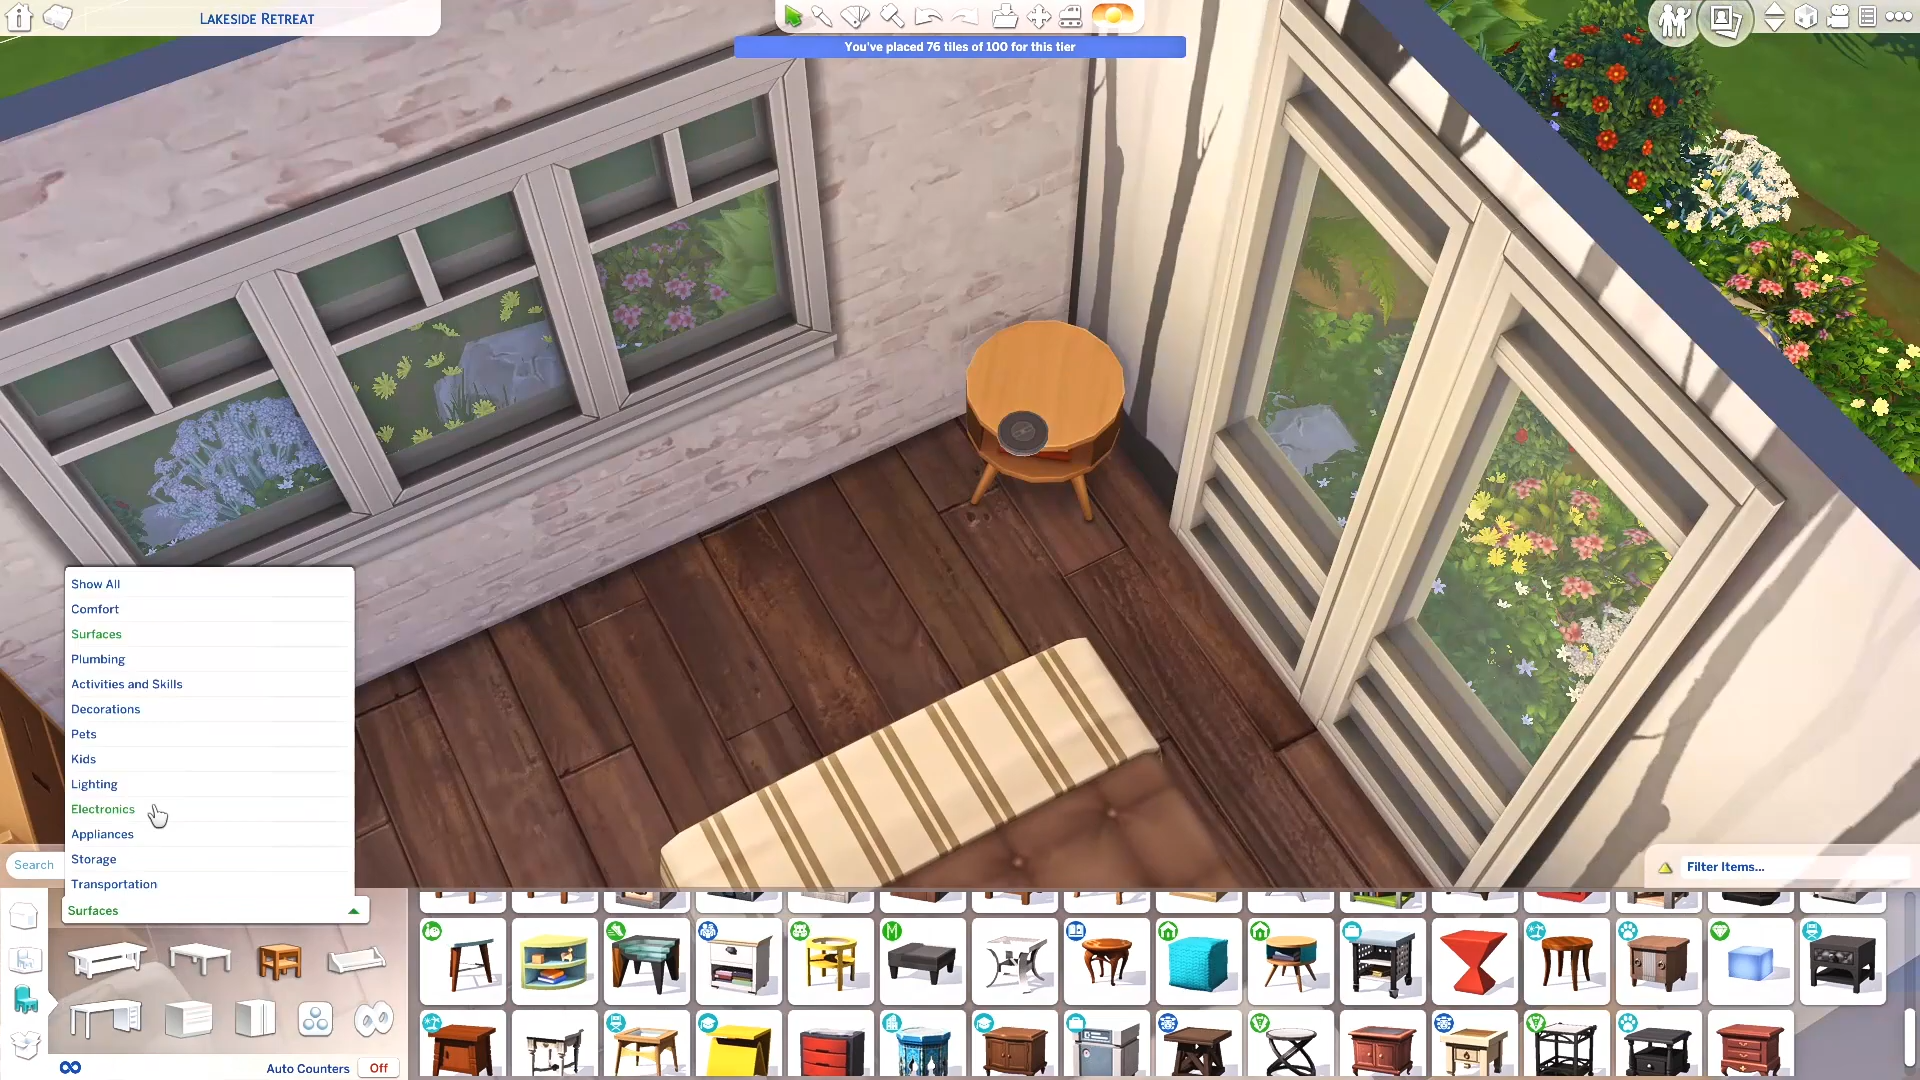 LAKESIDE RETREAT
You've placed 76 tiles of 100 for this tier
Show All
Comfort
Surfaces
Plumbing
Activities and Skills
Decorations
Pets
Kids
Lighting
Electronics
Appliances
Storage
Transportation
Search
Filter Items...
Surfaces
Auto Counters
Off